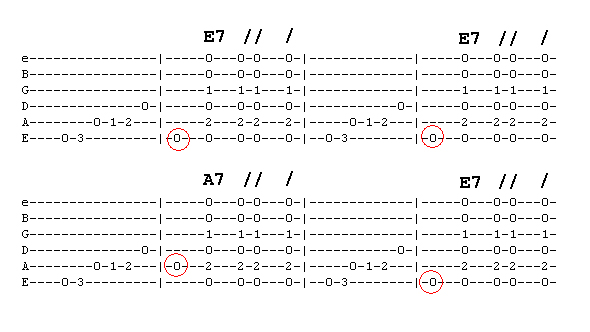 E7 // / E7 // /
e----------------|-----0---0-0---0-|-------------|-----0---0-0---0-
B----------------|-----0---0-0---0-|-------------|-----0---0-0---0-
G----------------|-----1---1-1---1-|-------------|-----1---1-1---1-
D--------------0-|-----0---0-0---0-|-----------0-|-----0---0-0---0-
A--------0-1-2---|-----2---2-2---2-|-----0-1-2---|-----2---2-2---2-
E----0-3---------|-0---0---0-0---0-|--0-3--------|-0---0---0-0---0-
A7 // / E7 // /
e----------------|-----0---0-0---0-|-------------|-----0---0-0---0-
B----------------|-----0---0-0---0-|-------------|-----0---0-0---0-
G----------------|-----1---1-1---1-|-------------|-----1---1-1---1-
D--------------0-|-----0---0-0---0-|-----------0-|-----0---0-0---0-
A--------0-1-2---|-0---2---2-2---2-|-----0-1-2---|-----2---2-2---2-
E----0-3---------|-----0---0-0---0-|--0-3--------|-0---0---0-0---0-